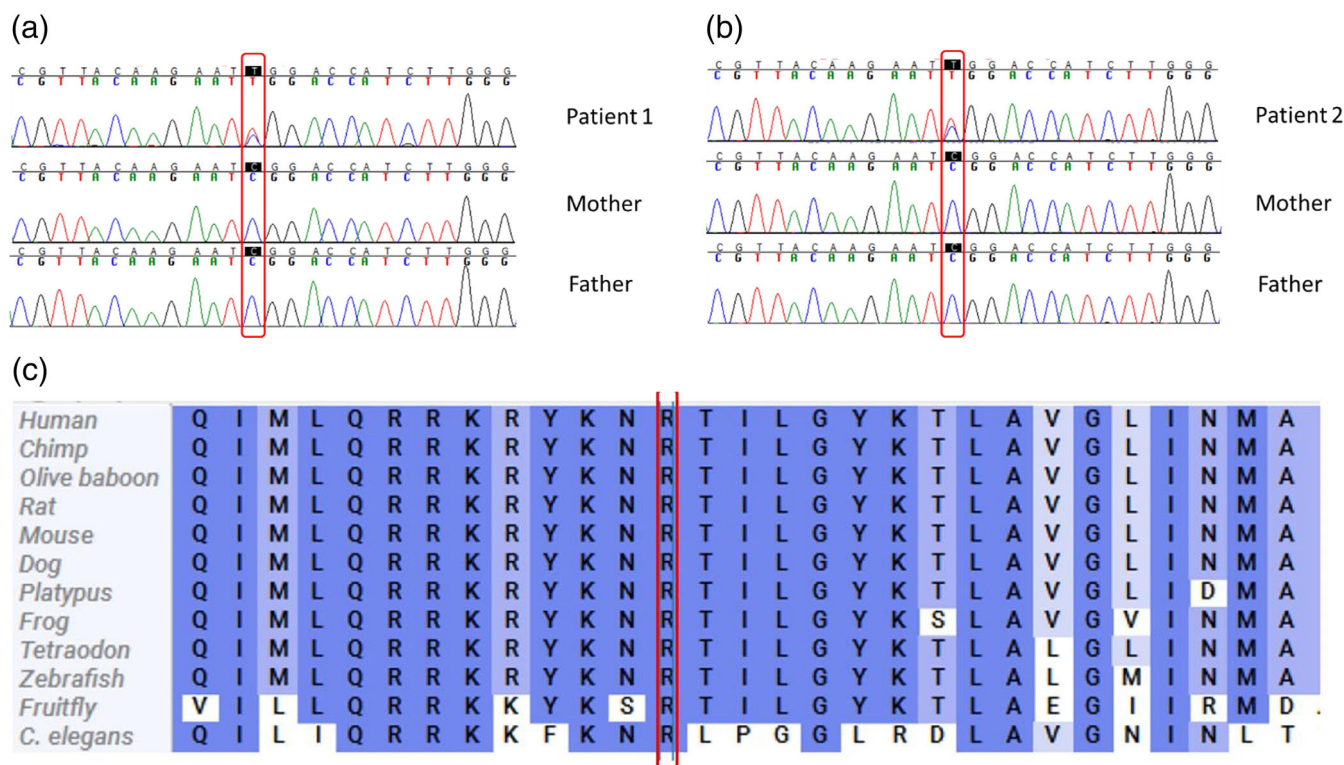 (a)
C G T T A C A A G A A T T G G A C C A T C T T G G G
C G T T A C A A G A A T T G G A C C A T C T T G G G
Patient 1
C G T T A C A A G A A T C G G A C C A T C T T G G G
C G T T A C A A G A A T C G G A C C A T C T T G G G
Mother
C G T T A C A A G A A T C G G A C C A T C T T G G G
C G T T A C A A G A A T C G G A C C A T C T T G G G
Father
(b)
C G T T A C A A G A A T T G G A C C A T C T T G G G
C G T T A C A A G A A T T G G A C C A T C T T G G G
Patient 2
C G T T A C A A G A A T C G G A C C A T C T T G G G
C G T T A C A A G A A T C G G A C C A T C T T G G G
Mother
C G T T A C A A G A A T C G G A C C A T C T T G G G
C G T T A C A A G A A T C G G A C C A T C T T G G G
Father
(c)
Human Q I M L Q R R K R Y K N R T I L G Y K T L A V G L I N M A
Chimp Q I M L Q R R K R Y K N R T I L G Y K T L A V G L I N M A
Olive baboon Q I M L Q R R K R Y K N R T I L G Y K T L A V G L I N M A
Rat Q I M L Q R R K R Y K N R T I L G Y K T L A V G L I N M A
Mouse Q I M L Q R R K R Y K N R T I L G Y K T L A V G L I N M A
Dog Q I M L Q R R K R Y K N R T I L G Y K T L A V G L I N M A
Platypus Q I M L Q R R K R Y K N R T I L G Y K T L A V G L I D M A
Frog Q I M L Q R R K R Y K N R T I L G Y K S L A V G V I N M A
Tetraodon Q I M L Q R R K R Y K N R T I L G Y K T L A L G L I N M A
Zebrafish Q I M L Q R R K R Y K N R T I L G Y K T L A L G M I N M A
Fruitfly V I L L Q R R K K Y K S R T I L G Y K T L A E G I I R M D .
C. elegans Q I L I Q R R K K F K N R L P G G L R D L A V G N I N L T